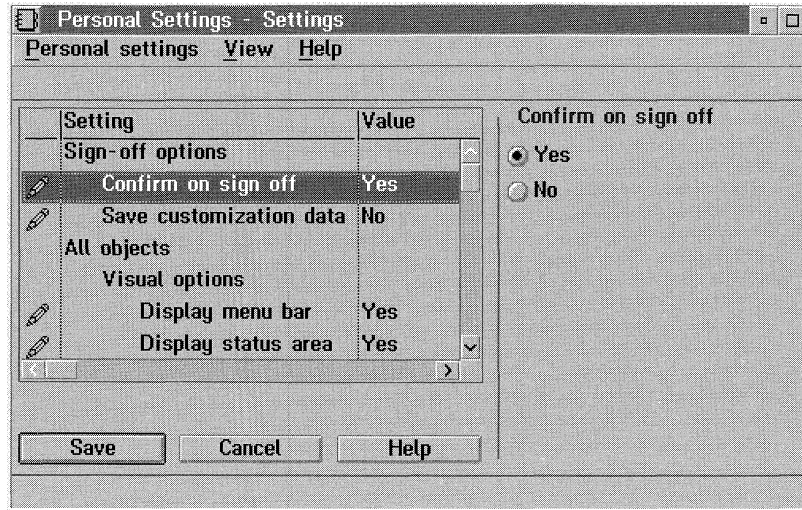 Personal Settings - Settings
Personal settings View Help
Setting Value
Sign-off options
Confirm on sign off Yes
Save customization data No
All objects
Visual options
Display menu bar Yes
Display status area Yes
Confirm on sign off
Yes
No
Save Cancel Help